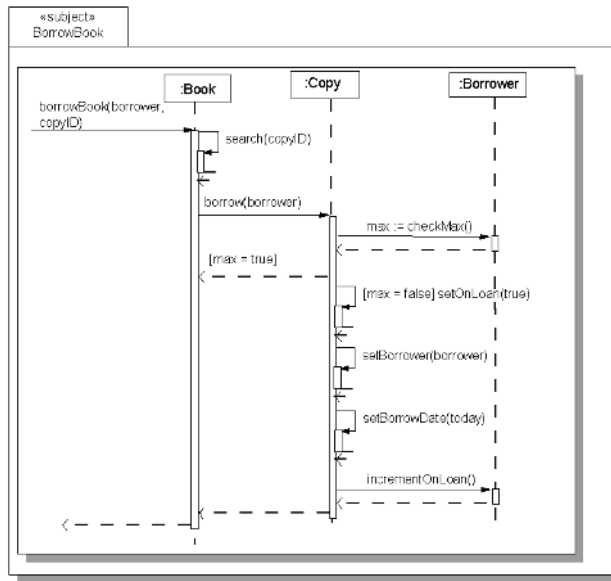 «subject»
BorrowBook
:Book
:Copy
:Borrower
borrowBook(borrower,
copyID)
search(copyID)
borrow(borrower)
max := checkMax()
[max = true]
[max = false] setOnLoan(true)
setBorrower(borrower)
setBorrowDate(today)
incrementOnLoan()